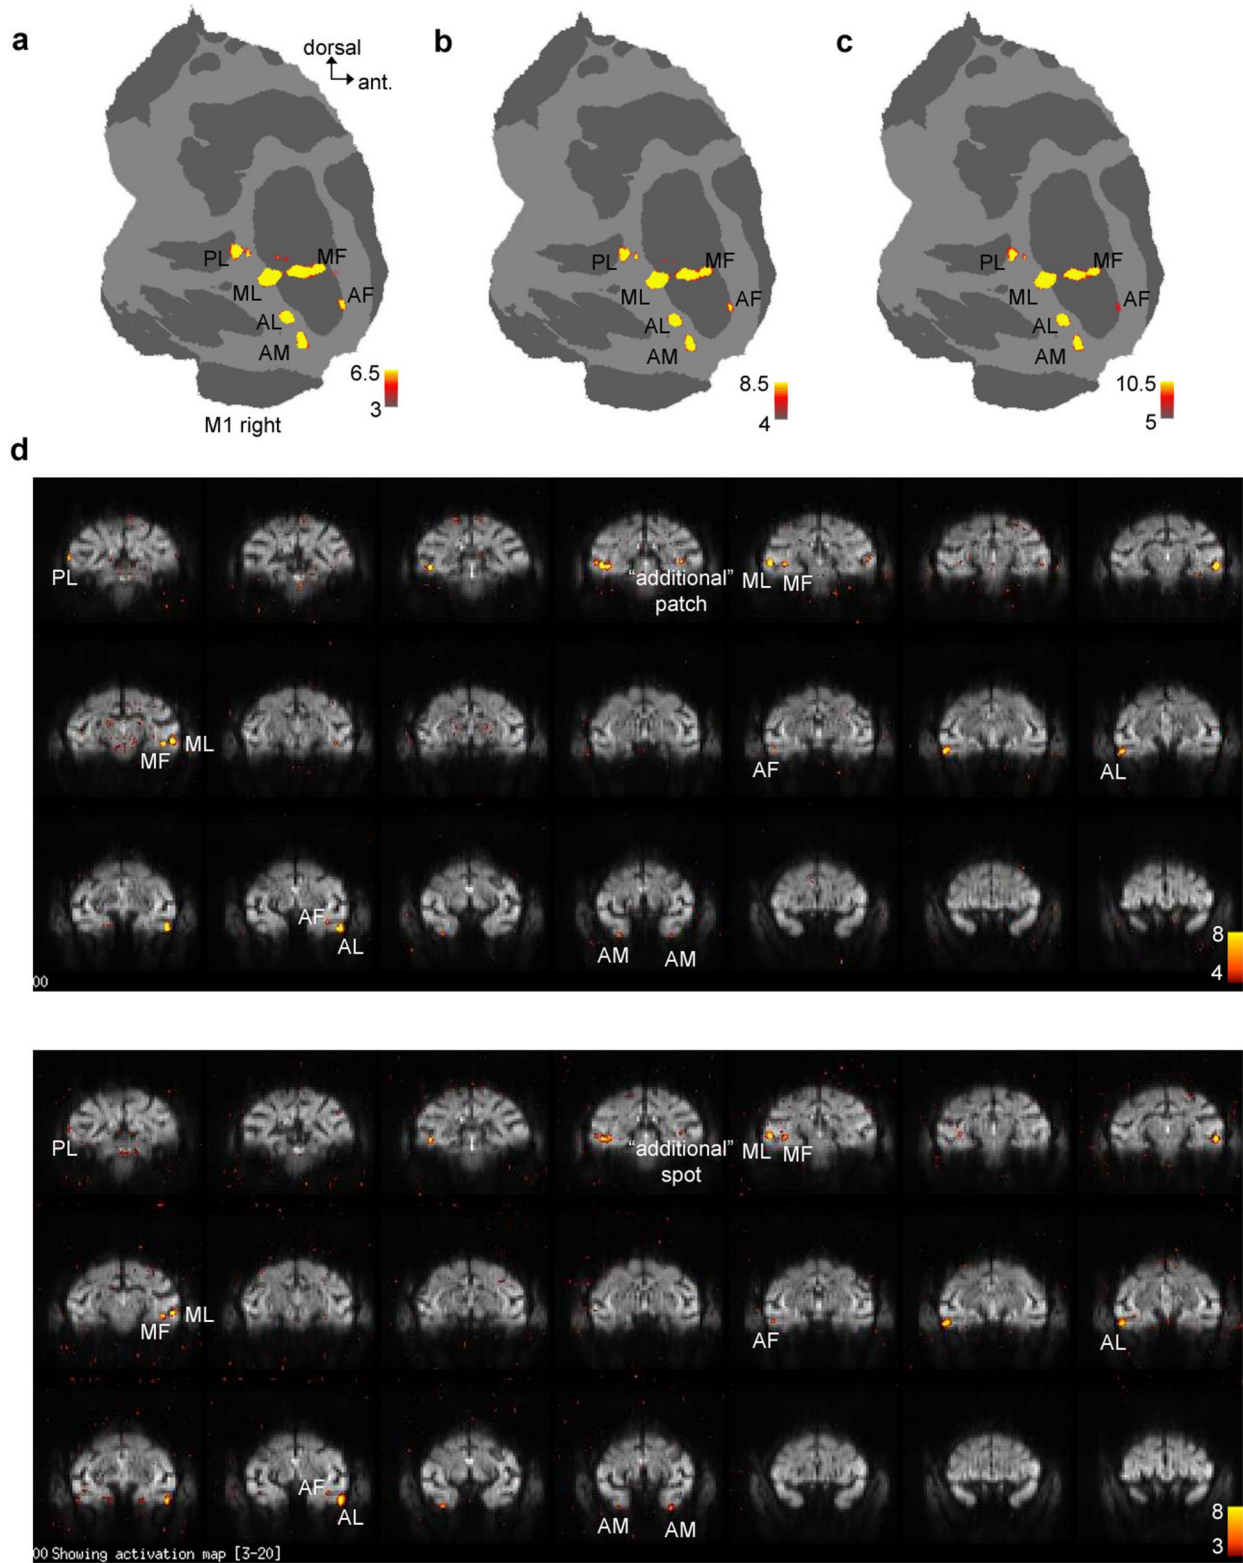 a
dorsal
ant.
PL
MF
ML
AF
AL
AM
6.5
3
M1 right
b
PL
MF
ML
AF
AL
AM
8.5
4
c
PL
MF
ML
AF
AL
AM
10.5
5
d
PL
"additional"
patch
ML
MF
MF
ML
AF
AL
AF
AL
AM
AM
8
4
00
PL
"additional"
spot
ML
MF
MF
ML
AF
AL
AF
AL
AM
AM
8
3
00 Showing activation map [3-20]